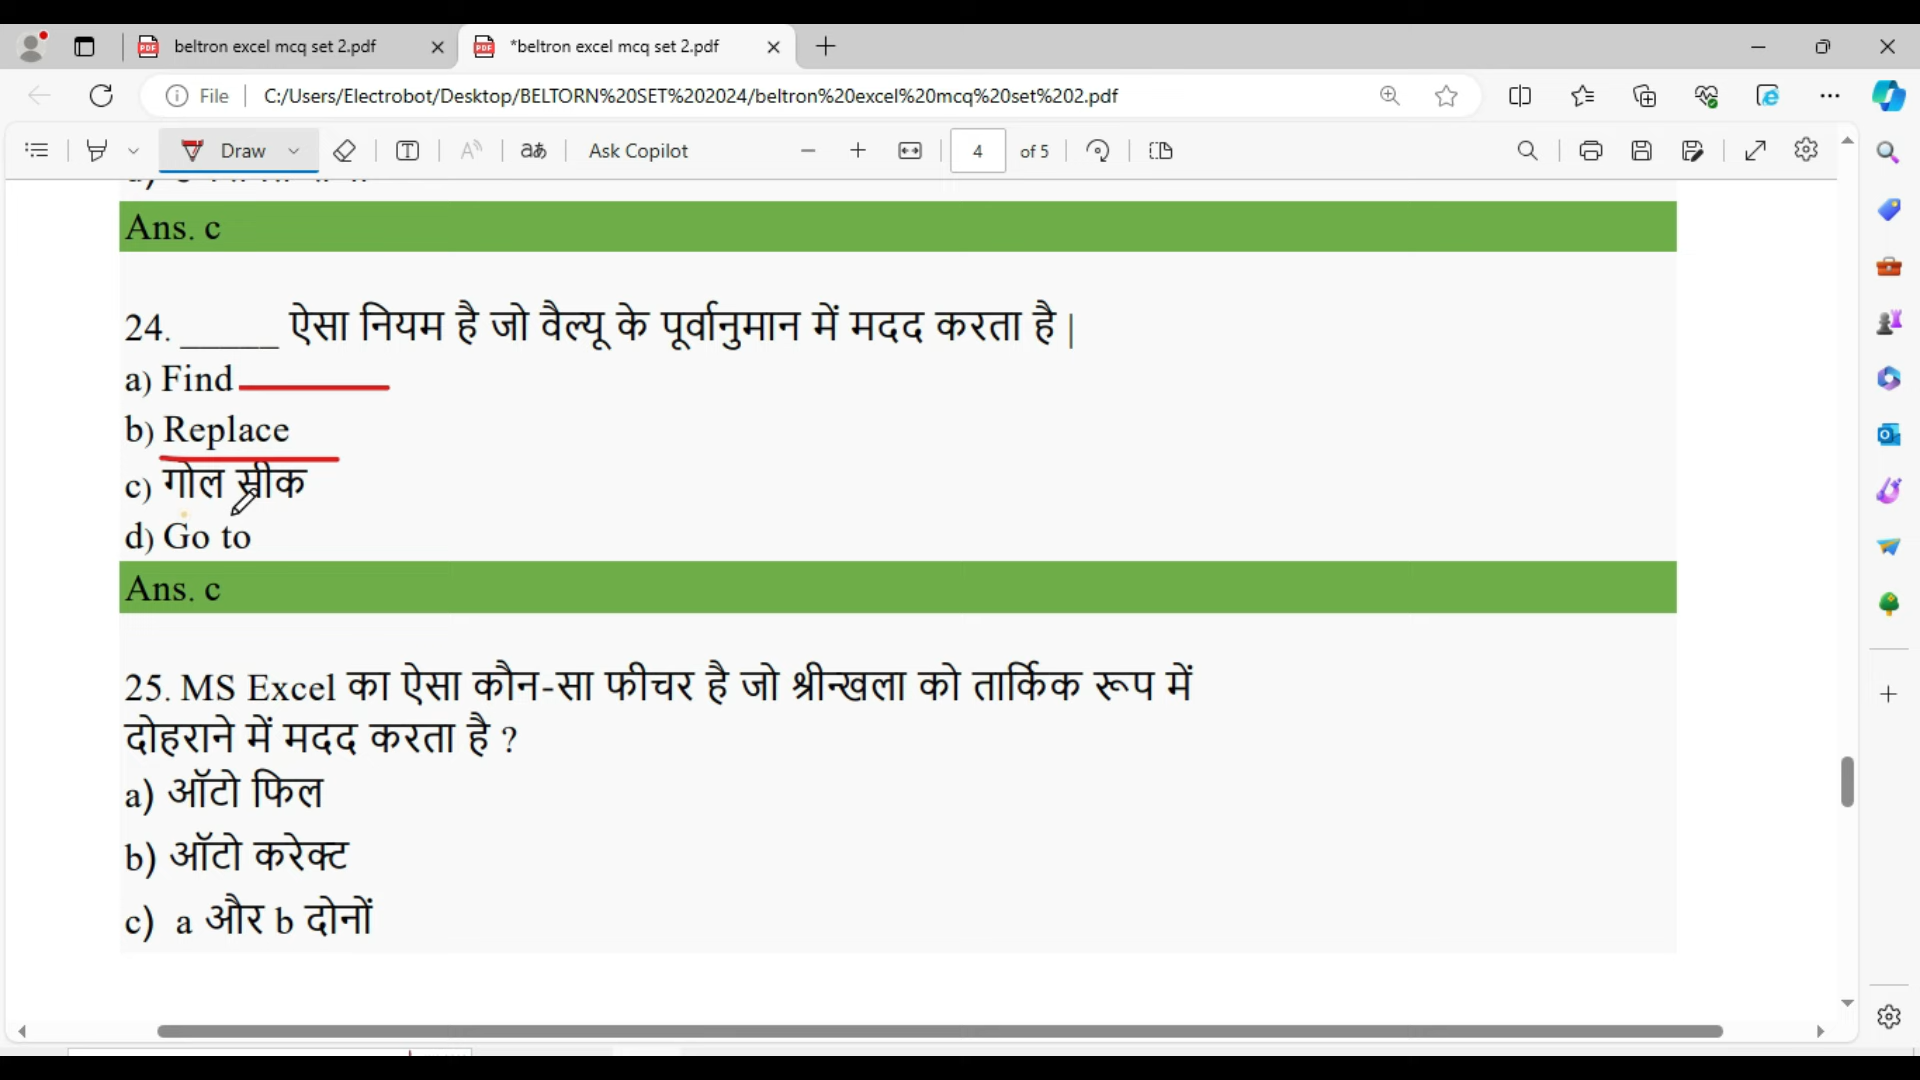 beltron excel mcq set 2.pdf
*beltron excel mcq set 2.pdf
File
C:/Users/Electrobot/Desktop/BELTORN%20SET%202024/beltron%20excel%20mcq%20set%202.pdf
Draw
aあ
Ask Copilot
4 of 5
Ans. c
24. _____ ऐसा नियम है जो वैल्यू के पूर्वानुमान में मदद करता है |
a) Find
b) Replace
c) गोल सीक
d) Go to
Ans. c
25. MS Excel का ऐसा कौन-सा फीचर है जो श्रीन्खला को तार्किक रूप में
दोहराने में मदद करता है ?
a) ऑटो फिल
b) ऑटो करेक्ट
c) a और b दोनों